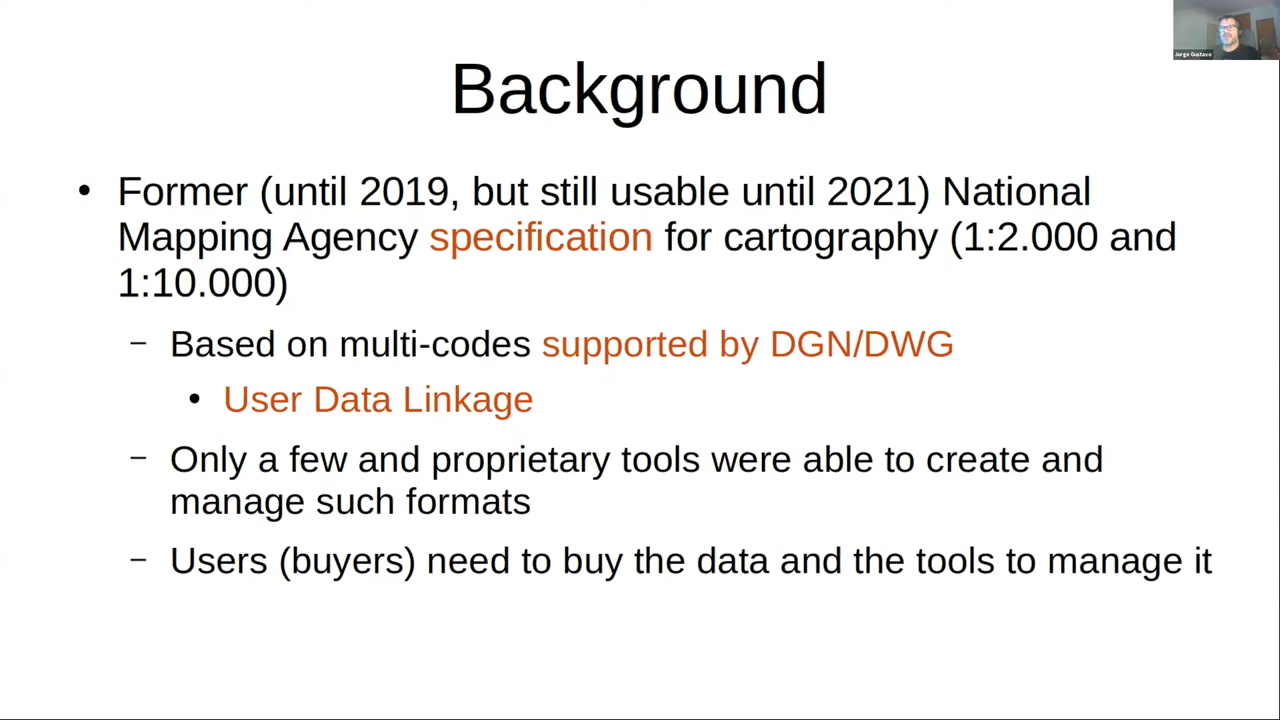 Jorge Gustavo
Background
• Former (until 2019, but still usable until 2021) National
Mapping Agency specification for cartography (1:2.000 and
1:10.000)
– Based on multi-codes supported by DGN/DWG
• User Data Linkage
– Only a few and proprietary tools were able to create and
manage such formats
– Users (buyers) need to buy the data and the tools to manage it